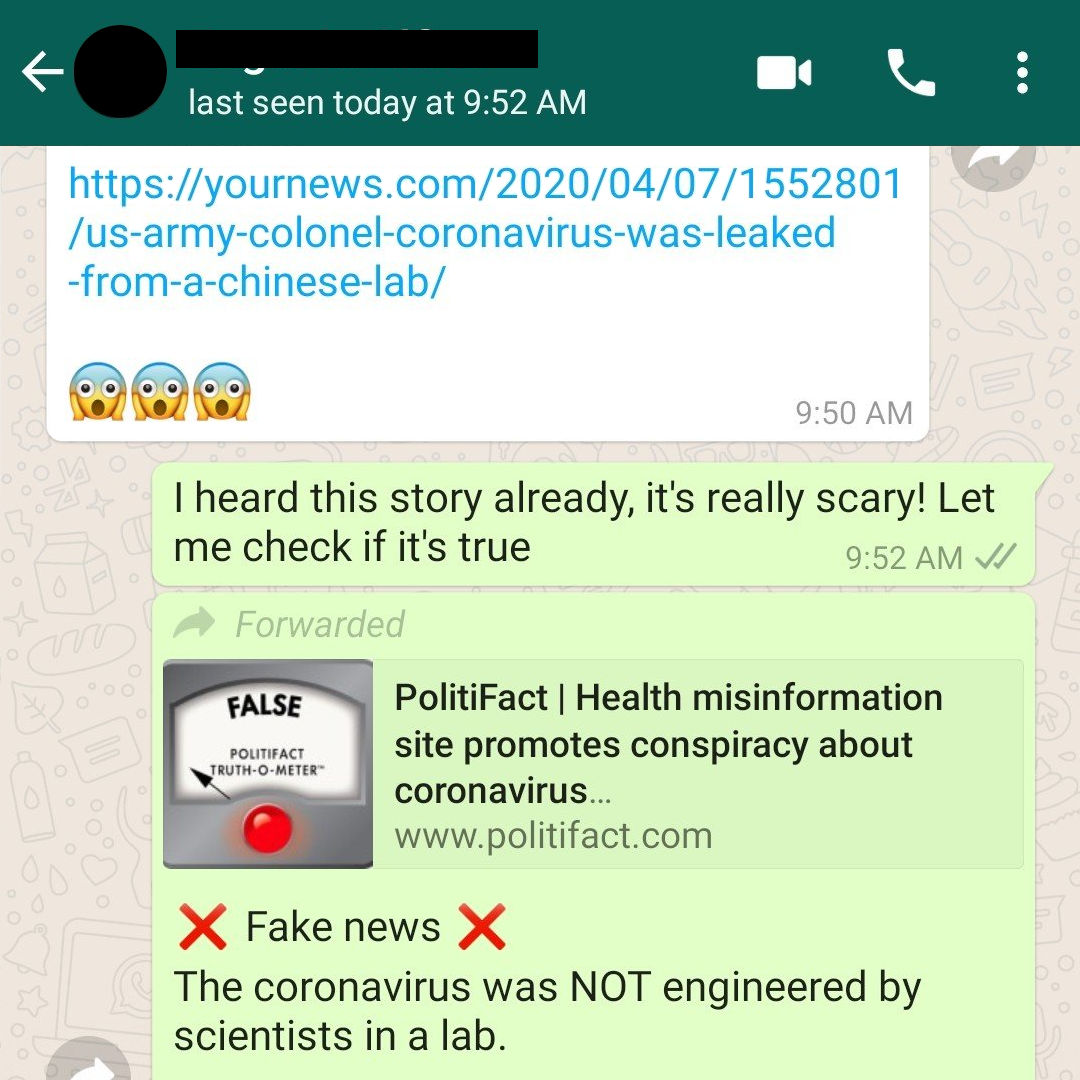 last seen today at 9:52 AM
https://yournews.com/2020/04/07/1552801
/us-army-colonel-coronavirus-was-leaked
-from-a-chinese-lab/
😱😱😱
9:50 AM
I heard this story already, it's really scary! Let
me check if it's true
9:52 AM
Forwarded
FALSE
POLITIFACT
TRUTH-O-METER™
PolitiFact | Health misinformation
site promotes conspiracy about
coronavirus...
www.politifact.com
❌ Fake news ❌
The coronavirus was NOT engineered by
scientists in a lab.